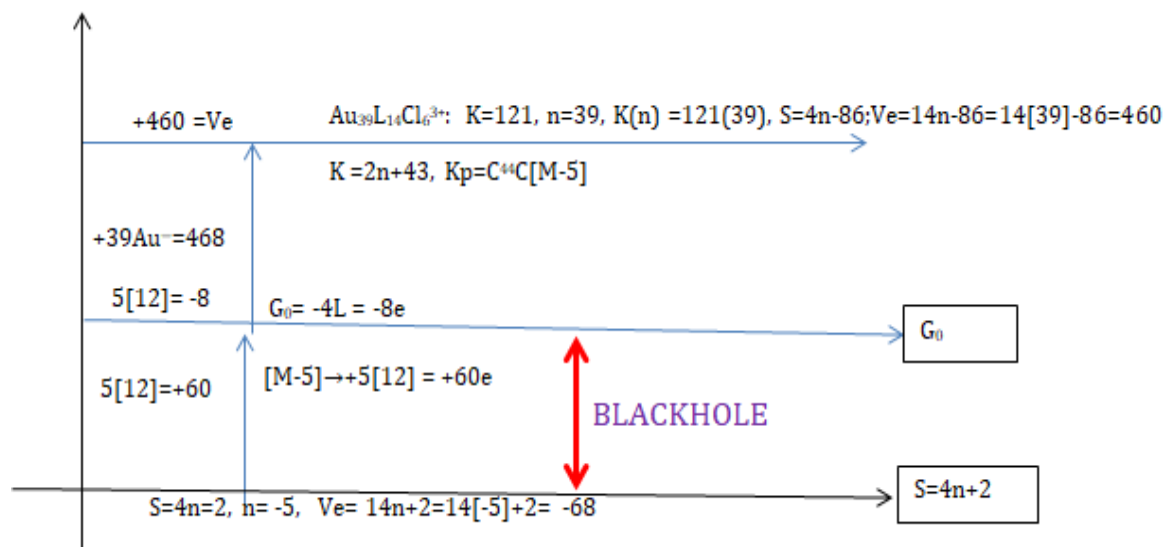 +460 =Ve
Au₃₉L₁₄Cl₆³⁺: K=121, n=39, K(n) =121(39), S=4n-86;Ve=14n-86=14[39]-86=460
K =2n+43, Kp=C⁴⁴C[M-5]
+39Au⁻=468
5[12]= -8
G₀= -4L = -8e
G₀
5[12]=+60
[M-5]→+5[12] = +60e
BLACKHOLE
S=4n+2
S=4n=2, n= -5, Ve= 14n+2=14[-5]+2= -68